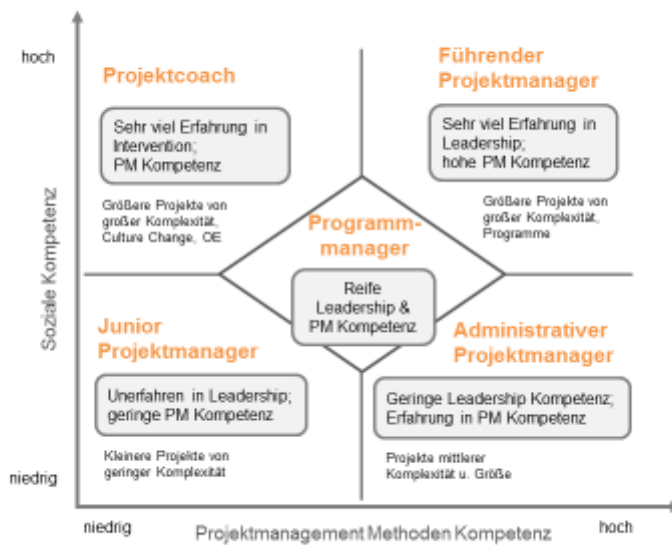 hoch
Projektcoach
Sehr viel Erfahrung in
Intervention;
PM Kompetenz
Größere Projekte von
großer Komplexität,
Culture Change, OE
Führender
Projektmanager
Sehr viel Erfahrung in
Leadership;
hohe PM Kompetenz
Größere Projekte von
großer Komplexität,
Programme
Programm-
manager
Reife
Leadership &
PM Kompetenz
Soziale Kompetenz
Junior
Projektmanager
Unerfahren in Leadership;
geringe PM Kompetenz
Kleinere Projekte von
geringer Komplexität
Administrativer
Projektmanager
Geringe Leadership Kompetenz;
Erfahrung in PM Kompetenz
Projekte mittlerer
Komplexität u. Größe
niedrig
niedrig
Projektmanagement Methoden Kompetenz
hoch